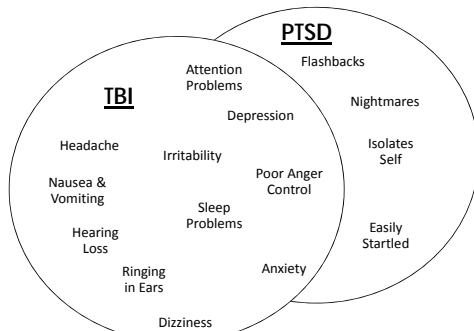 PTSD
Flashbacks
Attention
Problems
TBI
Nightmares
Depression
Headache
Irritability
Isolates
Self
Poor Anger
Control
Nausea &
Vomiting
Sleep
Problems
Hearing
Loss
Easily
Startled
Ringing
in Ears
Anxiety
Dizziness